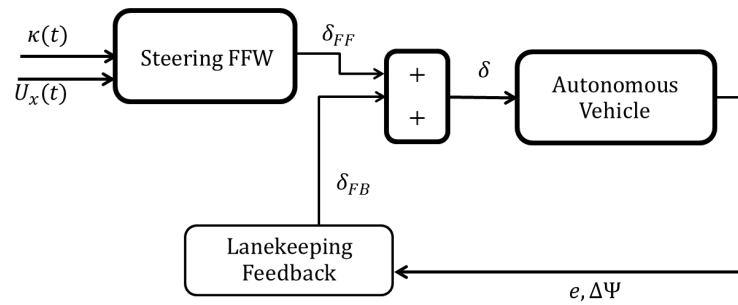 κ(t)
Steering FFW
δ_FF
U_x(t)
+
δ
Autonomous
Vehicle
+
δ_FB
Lanekeeping
Feedback
e, ΔΨ